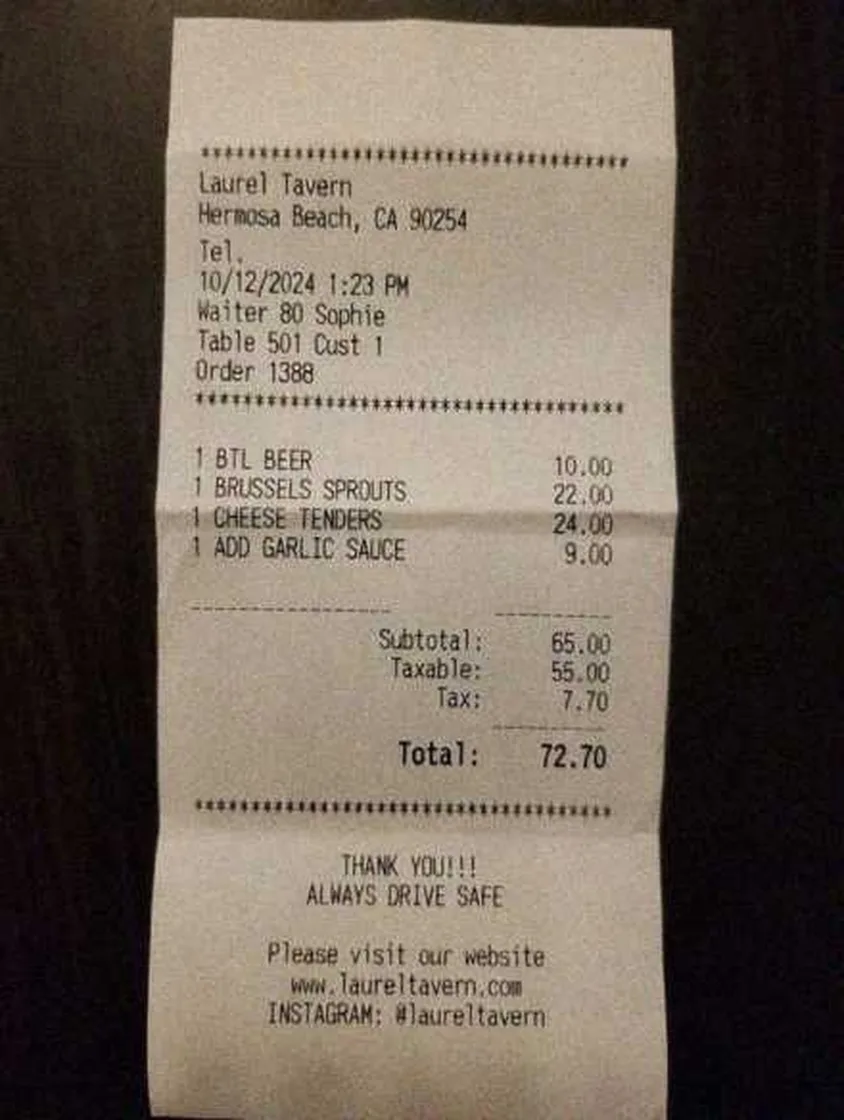 ************************************
Laurel Tavern
Hermosa Beach, CA 90254
Tel.
10/12/2024 1:23 PM
Waiter 80 Sophie
Table 501 Cust 1
Order 1388
************************************
1 BTL BEER 10.00
1 BRUSSELS SPROUTS 22.00
1 CHEESE TENDERS 24.00
1 ADD GARLIC SAUCE 9.00
Subtotal: 65.00
Taxable: 55.00
Tax: 7.70
Total: 72.70
************************************
THANK YOU!!!
ALWAYS DRIVE SAFE
Please visit our website
www.laureltavern.com
INSTAGRAM: @laureltavern